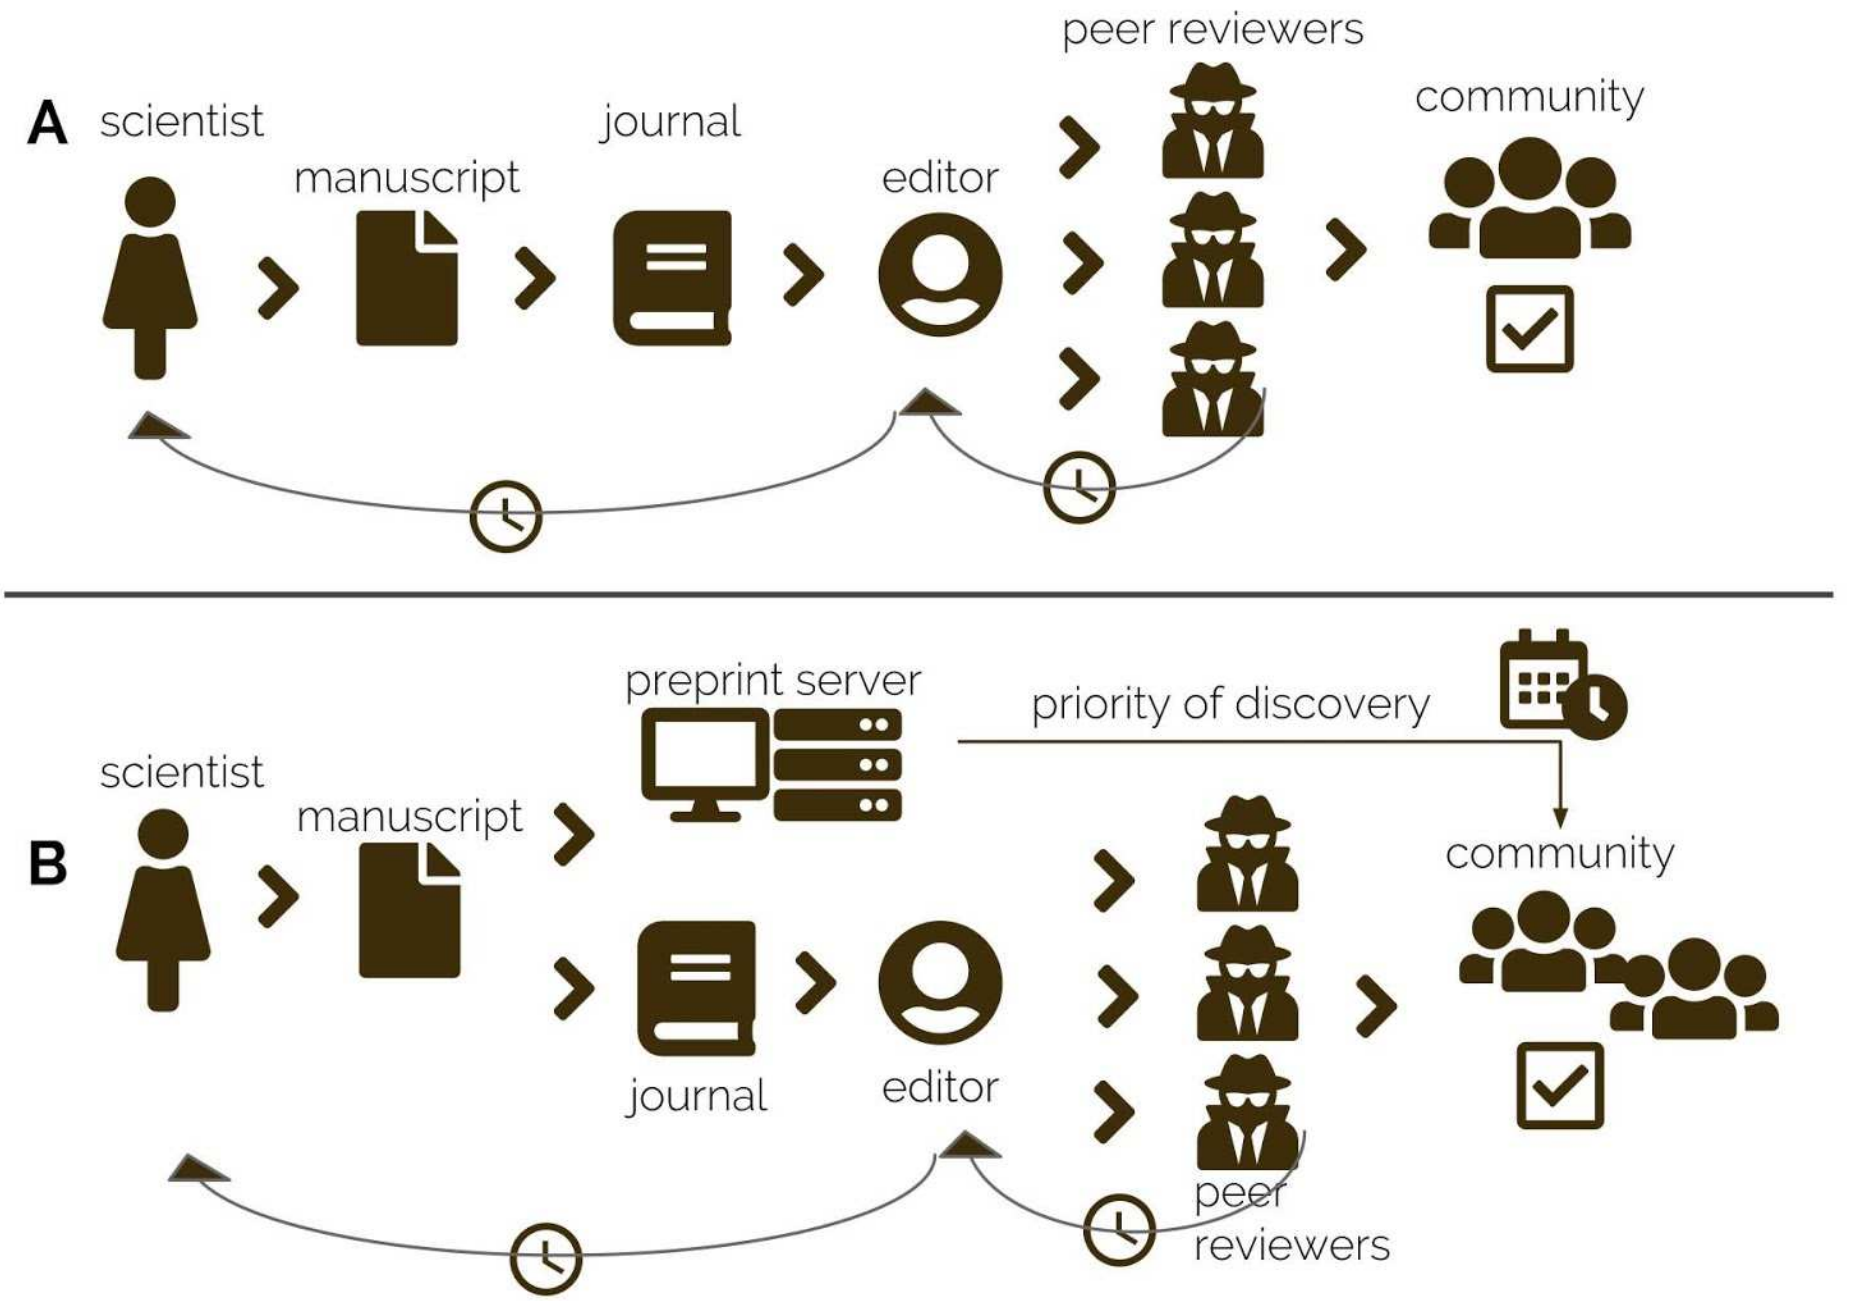 A
scientist
manuscript
journal
editor
peer reviewers
community
B
scientist
manuscript
preprint server
priority of discovery
journal
editor
peer
reviewers
community